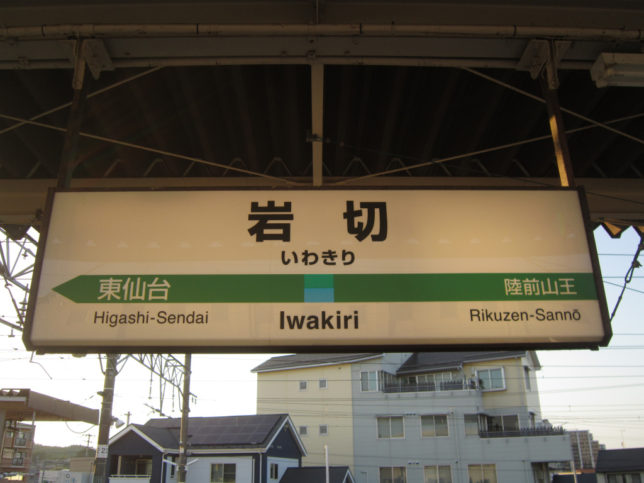 岩切
いわきり
東仙台
陸前山王
Higashi-Sendai
Iwakiri
Rikuzen-Sannō